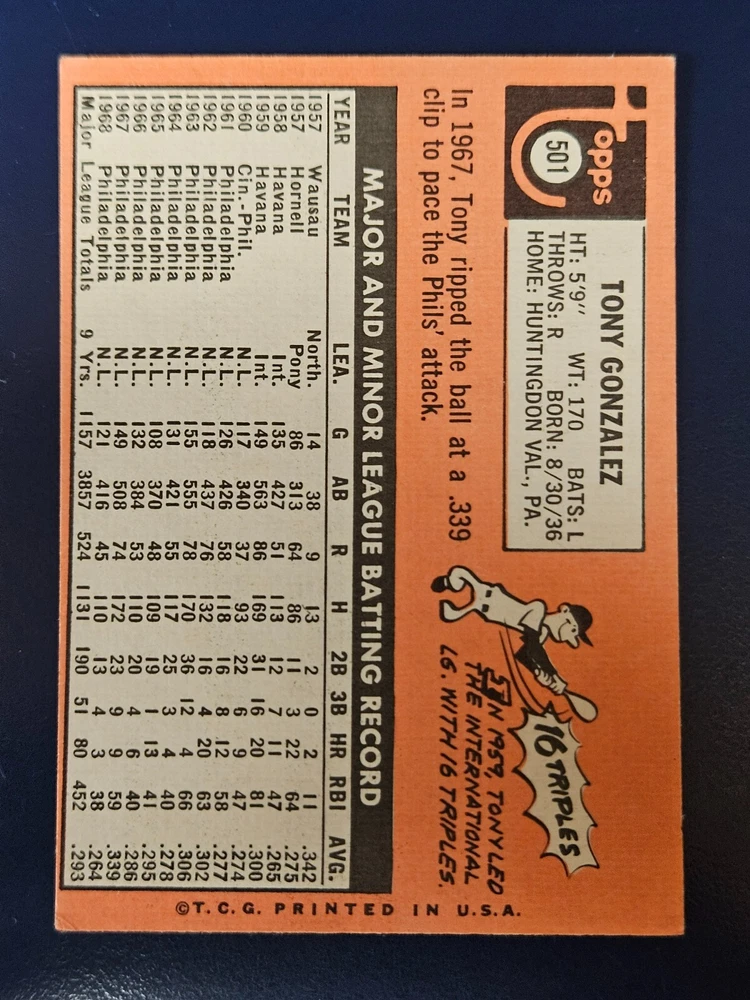 Topps
501
TONY GONZALEZ
HT: 5'9" WT: 170 BATS: L
THROWS: R BORN: 8/30/36
HOME: HUNTINGDON VAL., PA.
In 1967, Tony ripped the ball at a .339
clip to pace the Phils' attack.
16 TRIPLES
IN 1959, TONY LED
THE INTERNATIONAL
LG. WITH 16 TRIPLES.
MAJOR AND MINOR LEAGUE BATTING RECORD
YEAR TEAM LEA. G AB R H 2B 3B HR RBI AVG.
1957 Wausau North. 14 38 9 13 2 0 2 11 .342
1957 Hornell Pony 86 313 64 86 11 3 22 64 .275
1958 Havana Int. 135 427 51 113 12 7 11 47 .265
1959 Havana Int. 149 563 86 169 31 16 20 81 .300
1960 Cin.-Phil. N.L. 117 340 37 93 22 6 9 47 .274
1961 Philadelphia N.L. 126 426 58 118 16 8 12 58 .277
1962 Philadelphia N.L. 118 437 76 132 16 4 20 63 .302
1963 Philadelphia N.L. 155 555 78 170 36 12 4 66 .306
1964 Philadelphia N.L. 131 421 55 117 25 3 4 40 .278
1965 Philadelphia N.L. 108 370 48 109 19 1 13 41 .295
1966 Philadelphia N.L. 132 384 53 110 20 4 6 40 .286
1967 Philadelphia N.L. 149 508 74 172 23 9 9 59 .339
1968 Philadelphia N.L. 121 416 45 110 13 4 3 38 .264
Major League Totals 9 Yrs. 1157 3857 524 1131 190 51 80 452 .293
©T.C.G. PRINTED IN U.S.A.